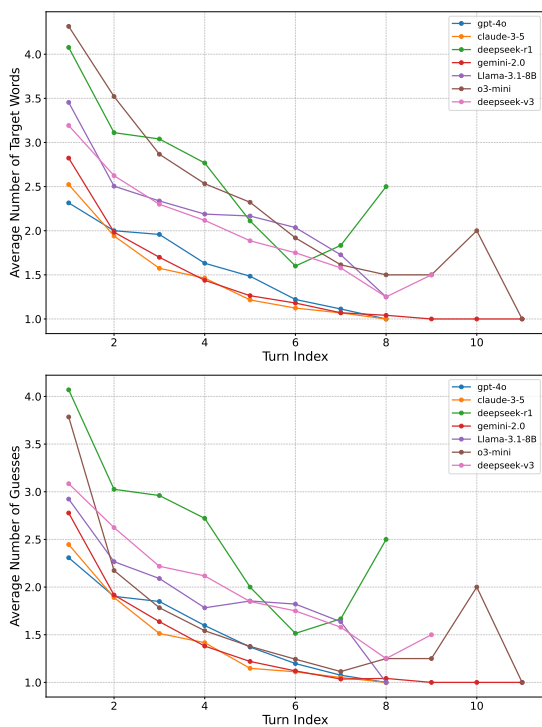 4.0
3.5
3.0
2.5
2.0
1.5
1.0
Average Number of Target Words
gpt-4o
claude-3-5
deepseek-r1
gemini-2.0
Llama-3.1-8B
o3-mini
deepseek-v3
2 4 6 8 10
Turn Index
4.0
3.5
3.0
2.5
2.0
1.5
1.0
Average Number of Guesses
gpt-4o
claude-3-5
deepseek-r1
gemini-2.0
Llama-3.1-8B
o3-mini
deepseek-v3
2 4 6 8 10
Turn Index